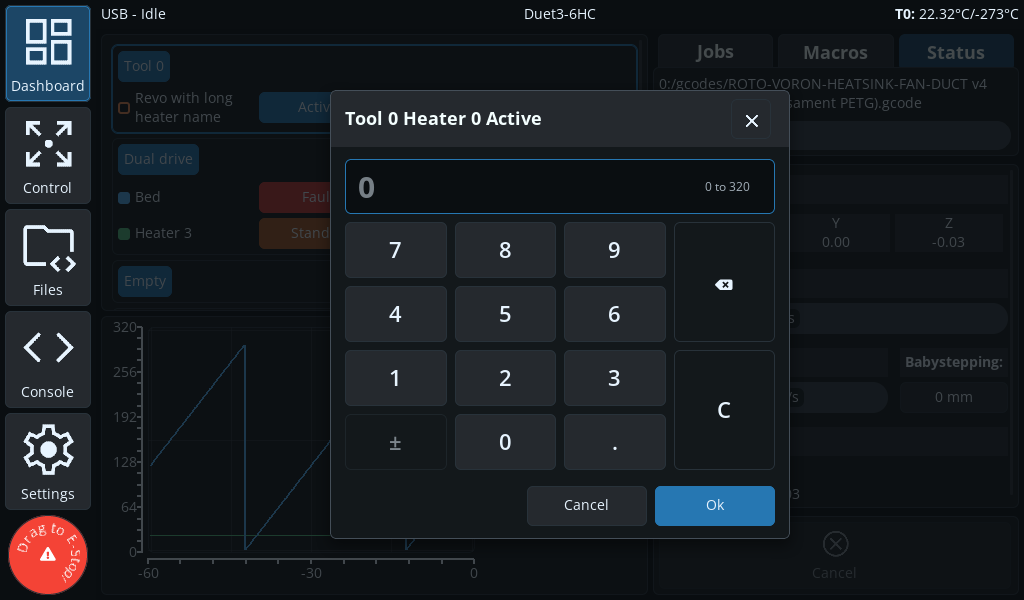 USB - Idle
Duet3-6HC
T0: 22.32°C/-273°C
Dashboard
Control
Files
Console
Settings
Drag to E-Stop!
Tool 0
Revo with long
heater name
Activ
Dual drive
Bed
Faul
Heater 3
Stand
Empty
320
256
192
128
64
0
-60
-30
0
Jobs
Macros
Status
0:/gcodes/ROTO-VORON-HEATSINK-FAN-DUCT v4
sament PETG).gcode
Y
Z
0.00
-0.03
s
Babystepping:
/s
0 mm
03
Cancel
Tool 0 Heater 0 Active
0
0 to 320
7
8
9
4
5
6
1
2
3
C
±
0
.
Cancel
Ok